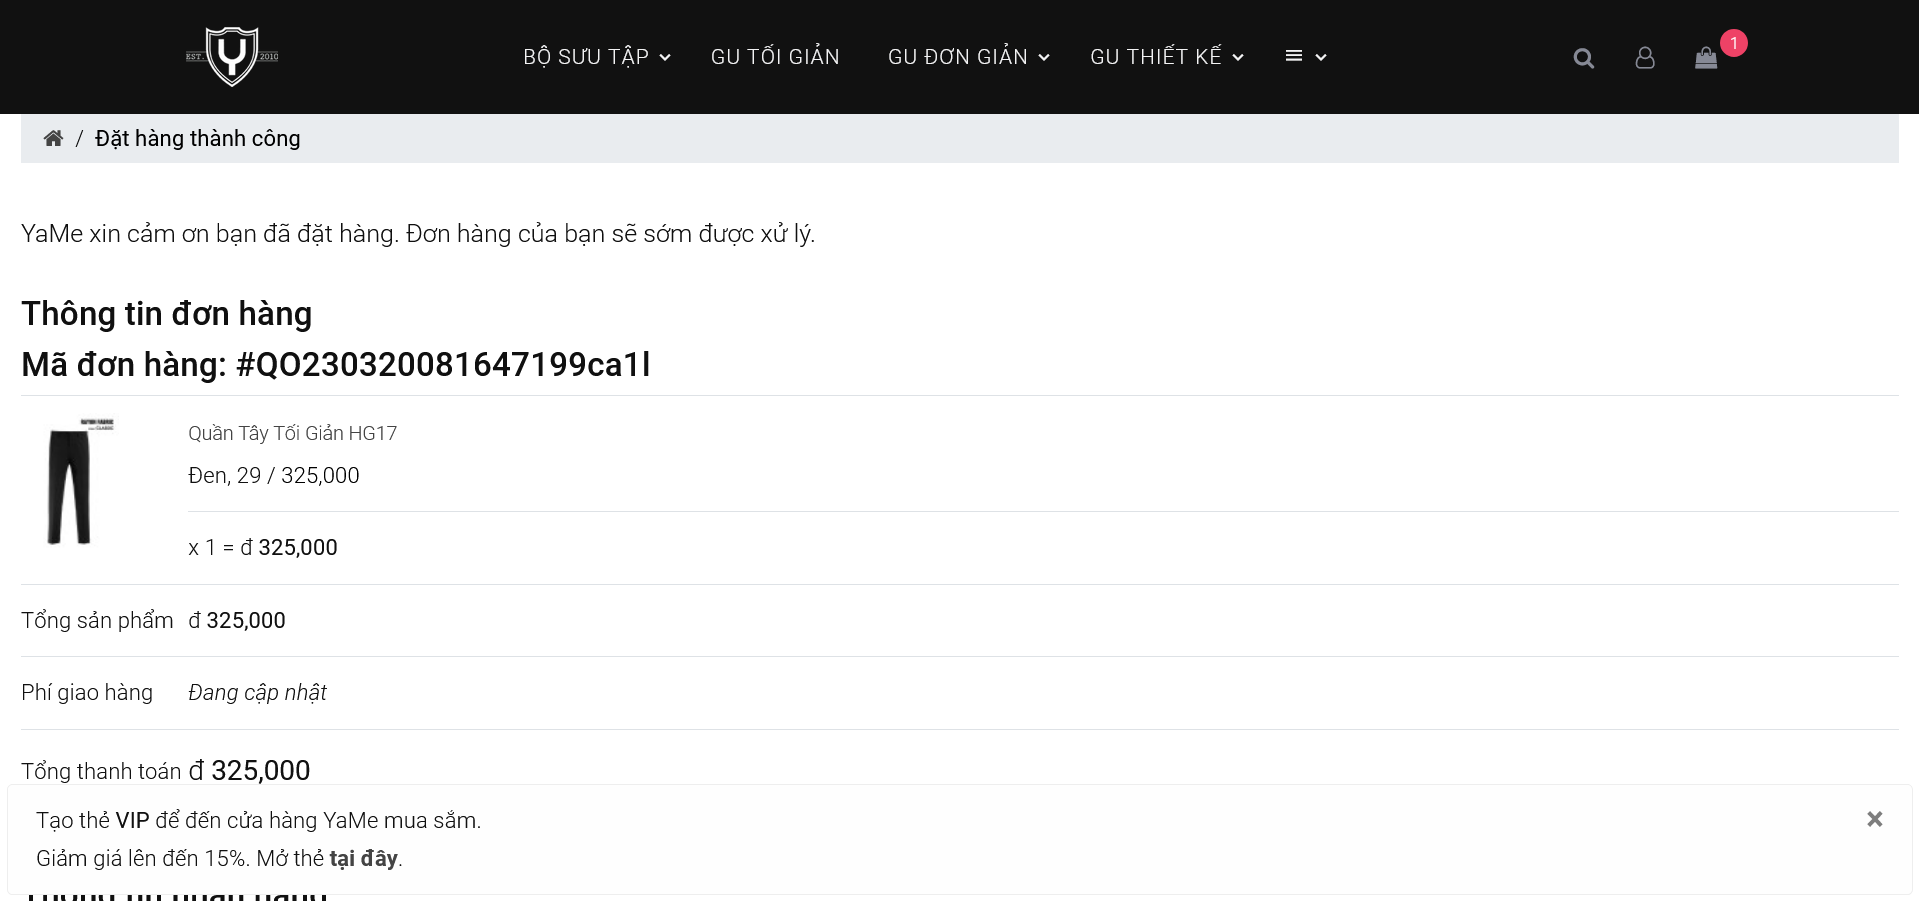 EST. Y 2010
BỘ SƯU TẬP GU TỐI GIẢN GU ĐƠN GIẢN GU THIẾT KẾ 1
/ Đặt hàng thành công
YaMe xin cảm ơn bạn đã đặt hàng. Đơn hàng của bạn sẽ sớm được xử lý.
Thông tin đơn hàng
Mã đơn hàng: #QO230320081647199ca1l
Quần Tây Tối Giản HG17
Đen, 29 / 325,000
x 1 = đ 325,000
Tổng sản phẩm đ 325,000
Phí giao hàng Đang cập nhật
Tổng thanh toán đ 325,000
Tạo thẻ VIP để đến cửa hàng YaMe mua sắm. ×
Giảm giá lên đến 15%. Mở thẻ tại đây.
Thông tin nhận hàng